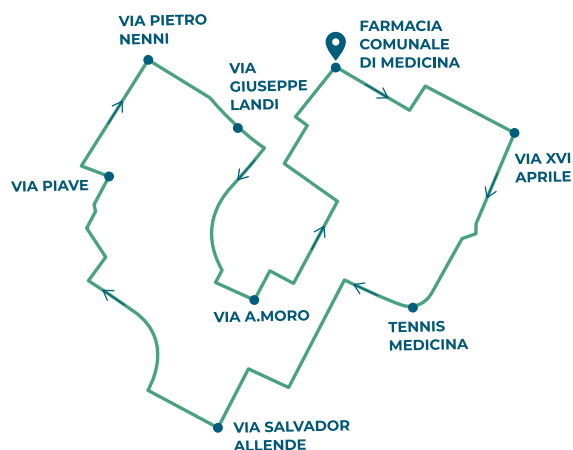 VIA PIETRO
NENNI
VIA
GIUSEPPE
LANDI
FARMACIA
COMUNALE
DI MEDICINA
VIA XVI
APRILE
VIA PIAVE
VIA A.MORO
TENNIS
MEDICINA
VIA SALVADOR
ALLENDE